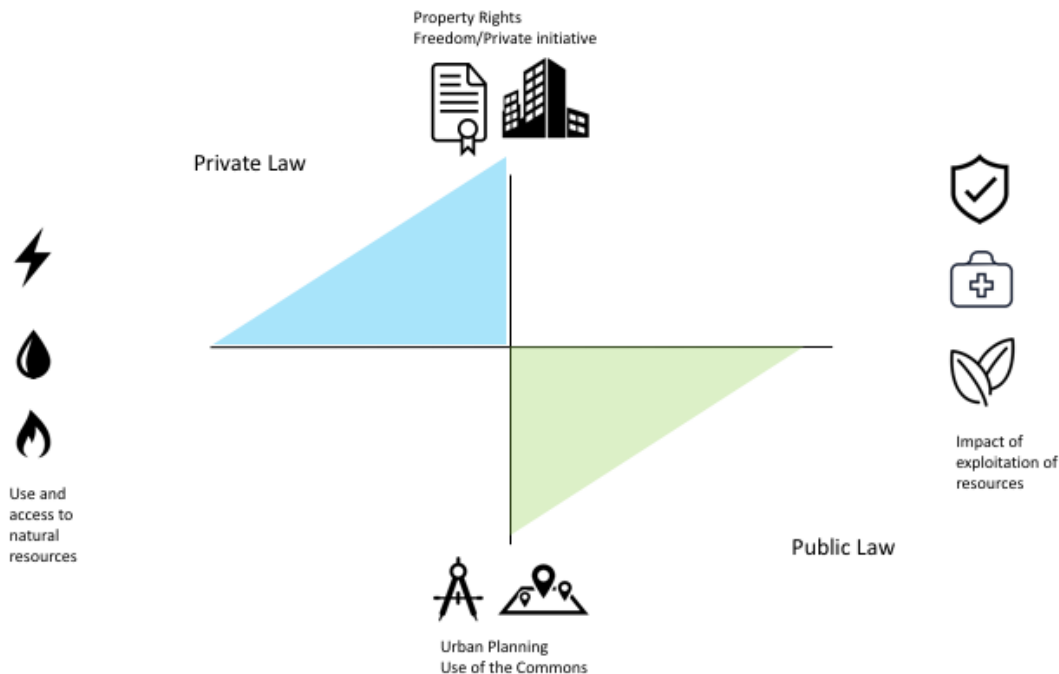 Property Rights
Freedom/Private initiative
Private Law
Use and
access to
natural
resources
Impact of
exploitation of
resources
Public Law
Urban Planning
Use of the Commons